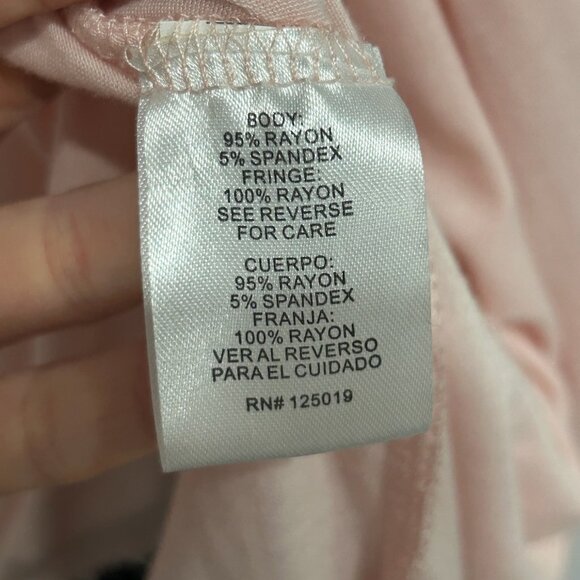 BODY:
95% RAYON
5% SPANDEX
FRINGE:
100% RAYON
SEE REVERSE
FOR CARE
CUERPO:
95% RAYON
5% SPANDEX
FRANJA:
100% RAYON
VER AL REVERSO
PARA EL CUIDADO
RN# 125019